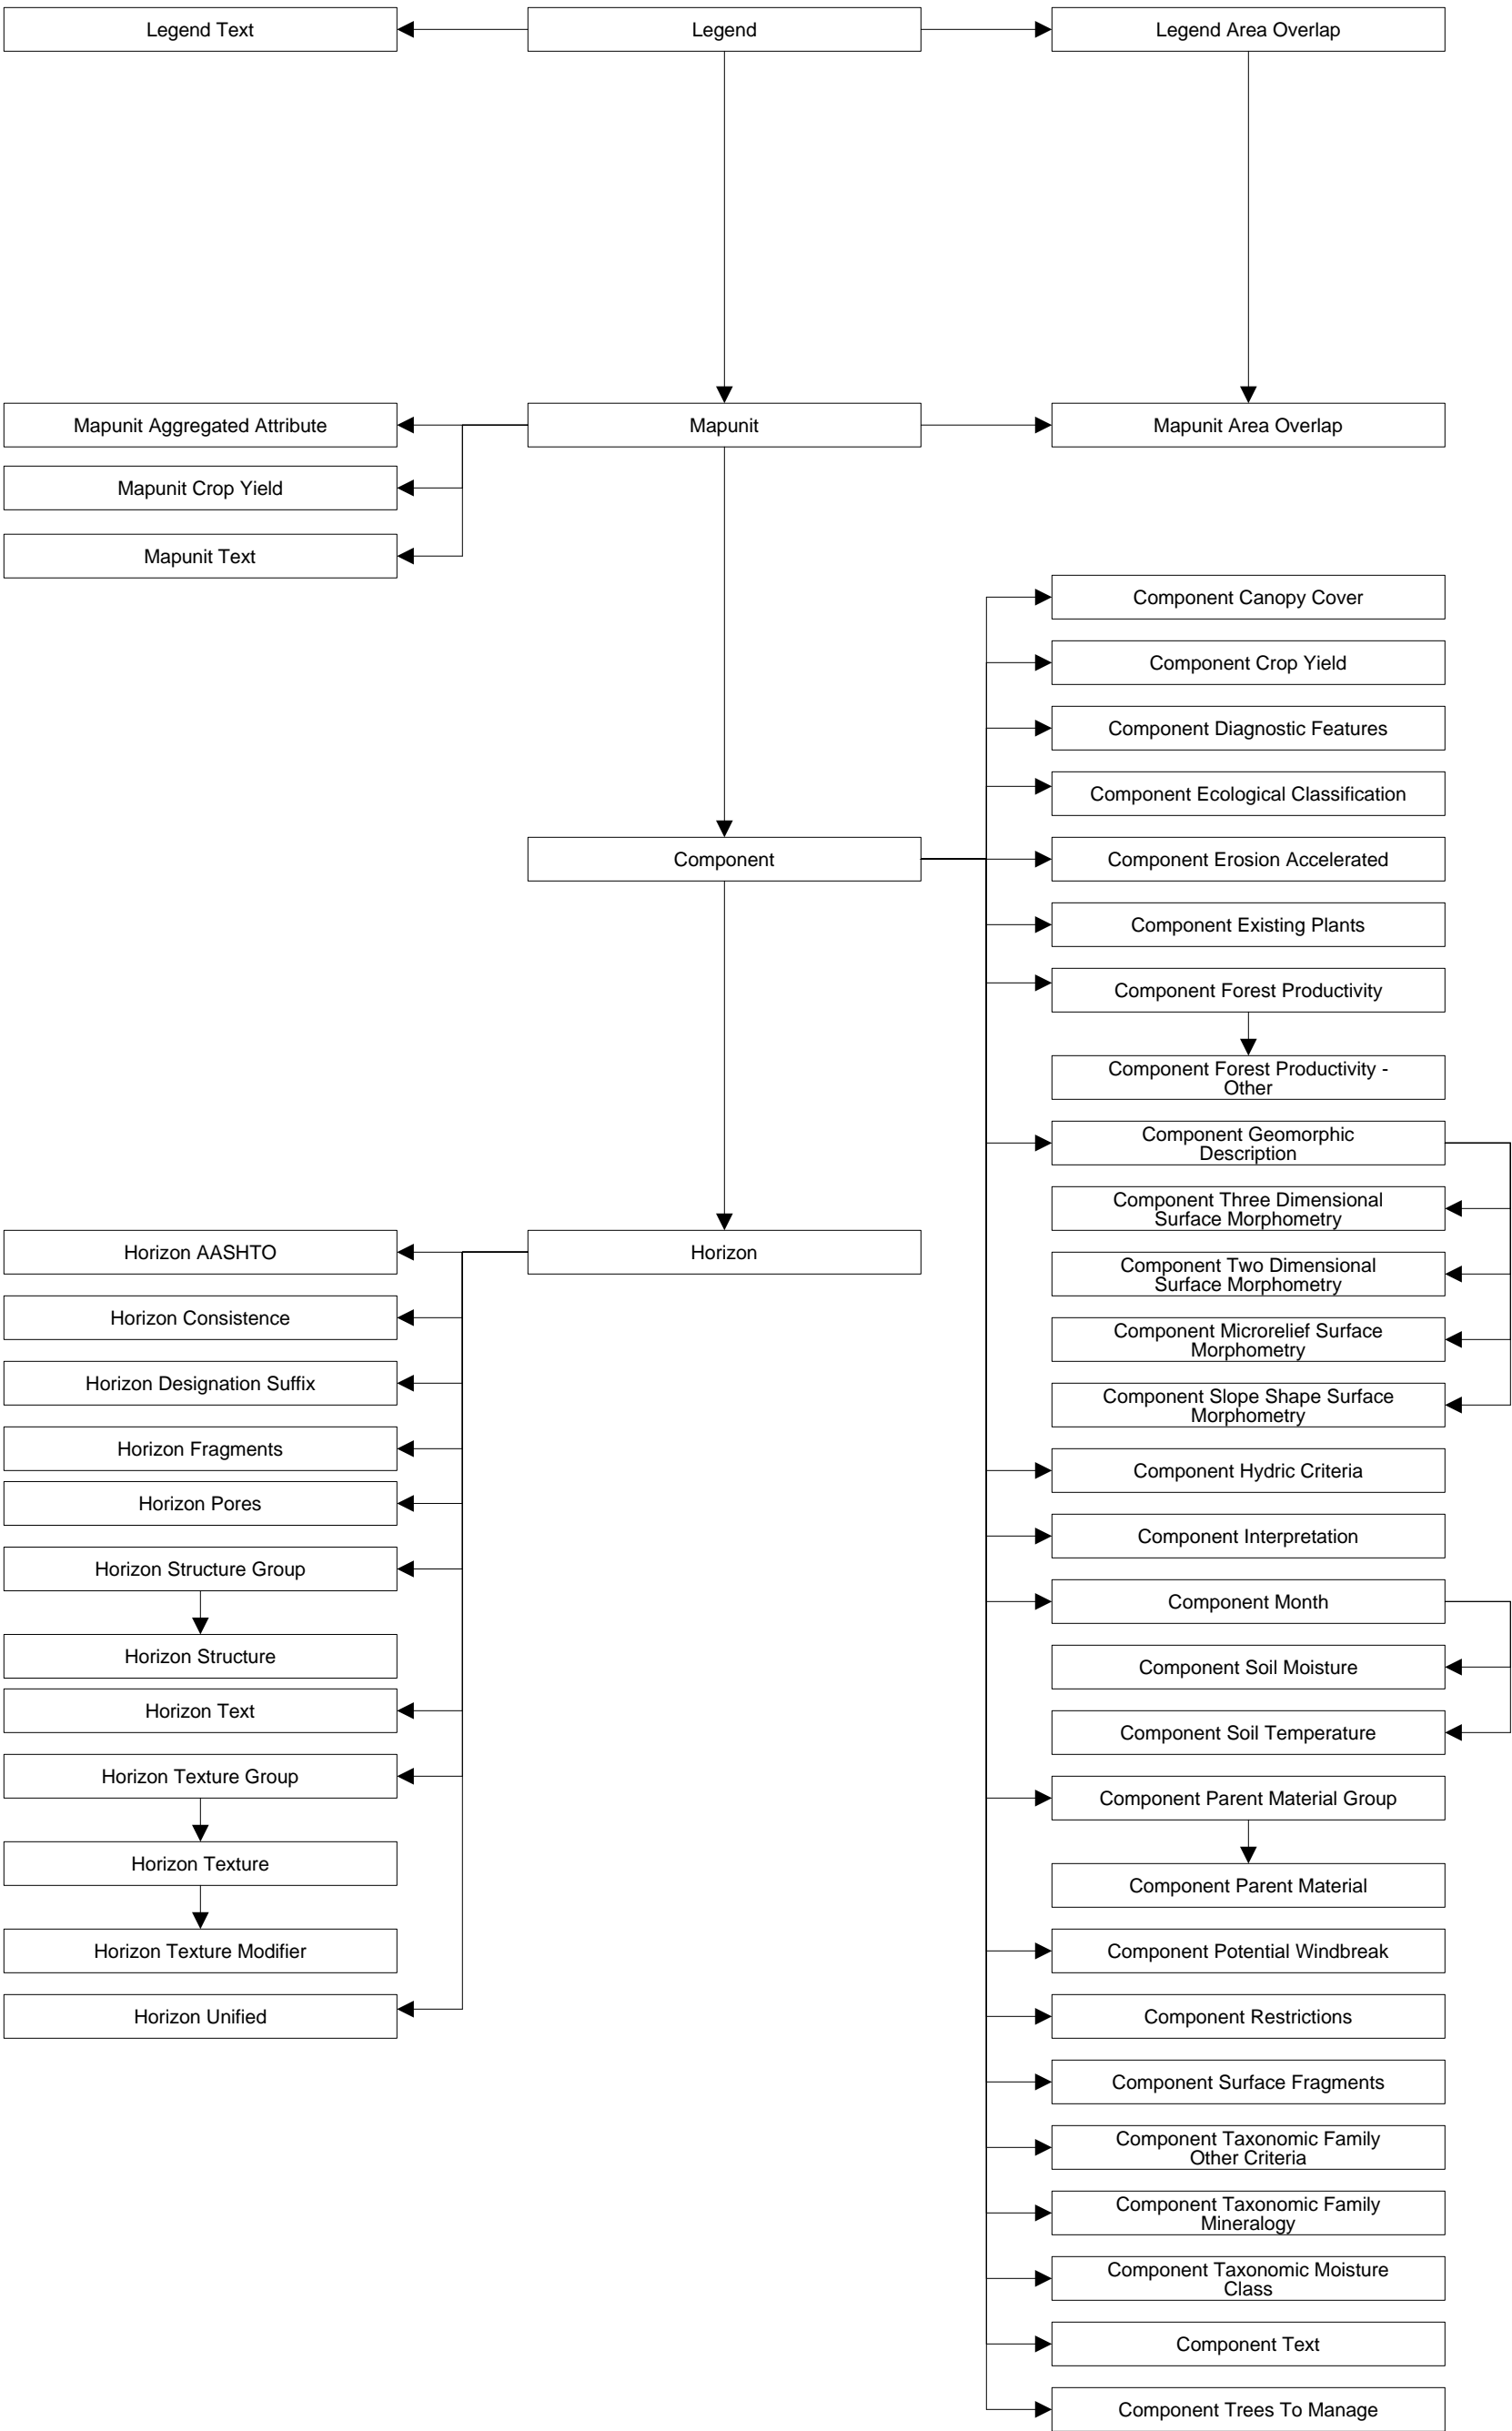 Legend Text
Legend
Legend Area Overlap
Mapunit Aggregated Attribute
Mapunit
Mapunit Area Overlap
Mapunit Crop Yield
Mapunit Text
Component Canopy Cover
Component Crop Yield
Component Diagnostic Features
Component Ecological Classification
Component
Component Erosion Accelerated
Component Existing Plants
Component Forest Productivity
Component Forest Productivity -
Other
Component Geomorphic
Description
Component Three Dimensional
Surface Morphometry
Horizon AASHTO
Horizon
Component Two Dimensional
Surface Morphometry
Horizon Consistence
Component Microrelief Surface
Morphometry
Horizon Designation Suffix
Component Slope Shape Surface
Morphometry
Horizon Fragments
Component Hydric Criteria
Horizon Pores
Component Interpretation
Horizon Structure Group
Component Month
Horizon Structure
Component Soil Moisture
Horizon Text
Component Soil Temperature
Horizon Texture Group
Component Parent Material Group
Horizon Texture
Component Parent Material
Horizon Texture Modifier
Component Potential Windbreak
Horizon Unified
Component Restrictions
Component Surface Fragments
Component Taxonomic Family
Other Criteria
Component Taxonomic Family
Mineralogy
Component Taxonomic Moisture
Class
Component Text
Component Trees To Manage